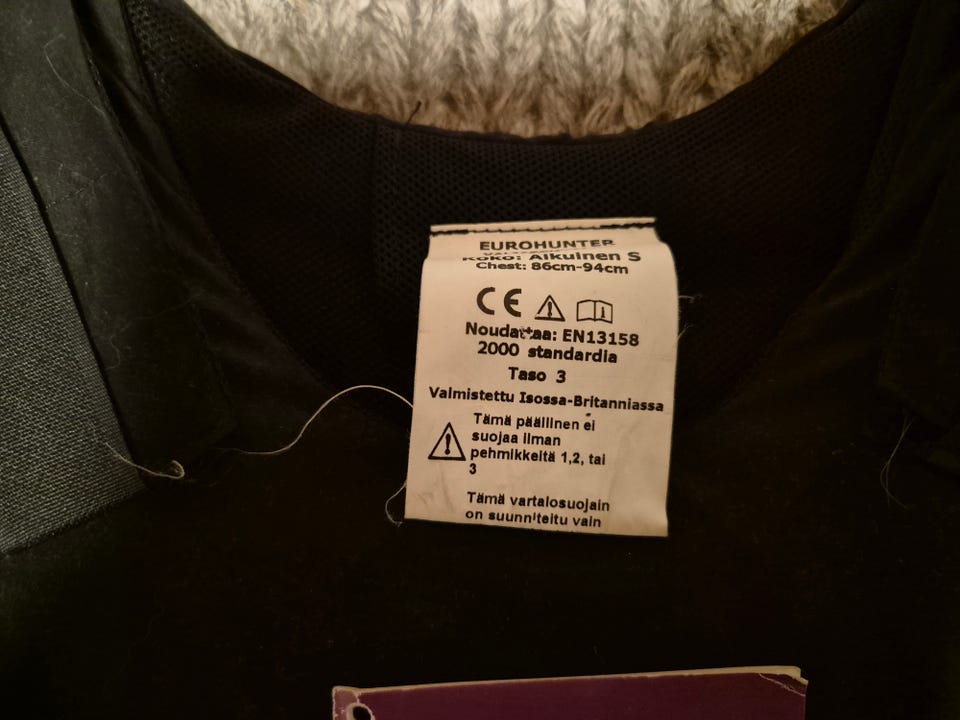 EUROHUNTER
Koko: Aikuinen S
Chest: 86cm-94cm
CE
Noudattaa: EN13158
2000 standardia
Taso 3
Valmistettu Isossa-Britanniassa
Tämä päällinen ei
suojaa ilman
pehmikkeitä 1,2, tai
3
Tämä vartalosuojain
on suunniteltu vain